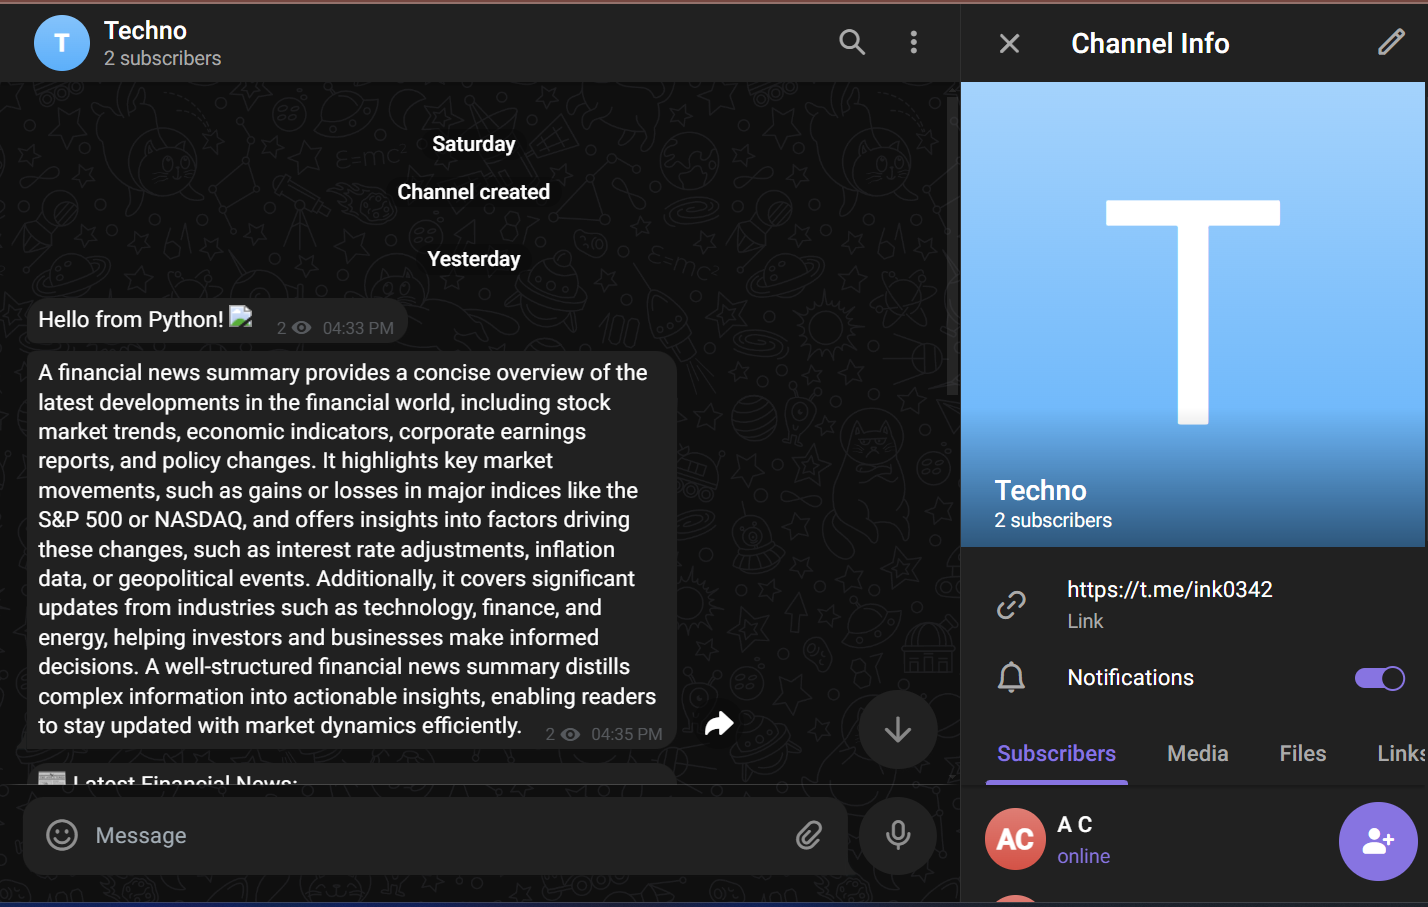 T
Techno
2 subscribers
Saturday
Channel created
Yesterday
Hello from Python!
2 04:33 PM
A financial news summary provides a concise overview of the
latest developments in the financial world, including stock
market trends, economic indicators, corporate earnings
reports, and policy changes. It highlights key market
movements, such as gains or losses in major indices like the
S&P 500 or NASDAQ, and offers insights into factors driving
these changes, such as interest rate adjustments, inflation
data, or geopolitical events. Additionally, it covers significant
updates from industries such as technology, finance, and
energy, helping investors and businesses make informed
decisions. A well-structured financial news summary distills
complex information into actionable insights, enabling readers
to stay updated with market dynamics efficiently.
2 04:35 PM
Latest Financial News:
Message
Channel Info
T
Techno
2 subscribers
https://t.me/ink0342
Link
Notifications
Subscribers Media Files Links
AC
A C
online